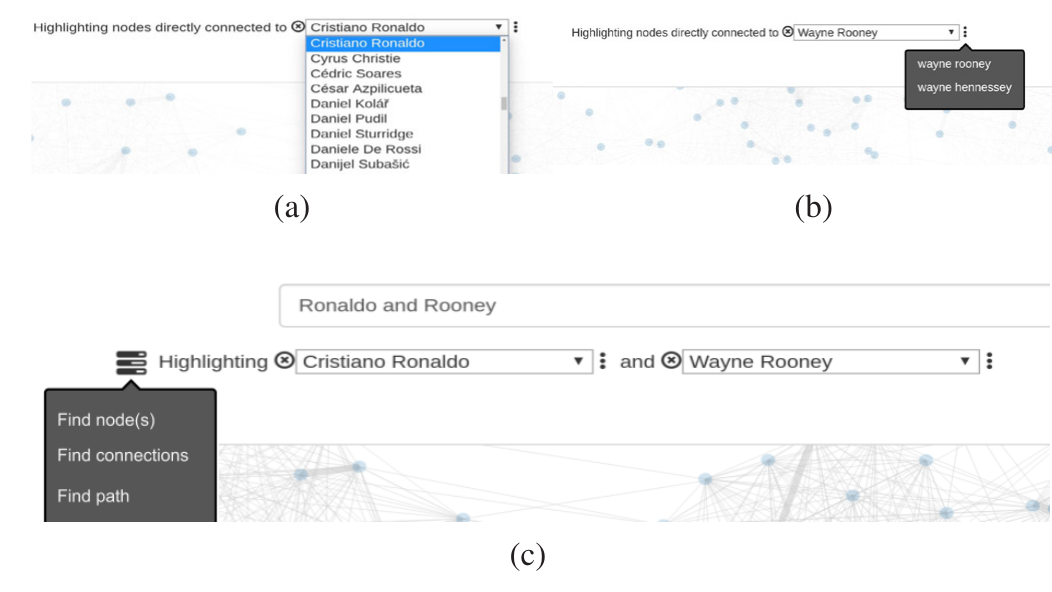 Highlighting nodes directly connected to Cristiano Ronaldo
Cristiano Ronaldo
Cyrus Christie
Cédric Soares
César Azpilicueta
Daniel Kolář
Daniel Pudil
Daniel Sturridge
Daniele De Rossi
Danijel Subašić
(a)
Highlighting nodes directly connected to Wayne Rooney
wayne rooney
wayne hennessey
(b)
Ronaldo and Rooney
Highlighting Cristiano Ronaldo and Wayne Rooney
Find node(s)
Find connections
Find path
(c)